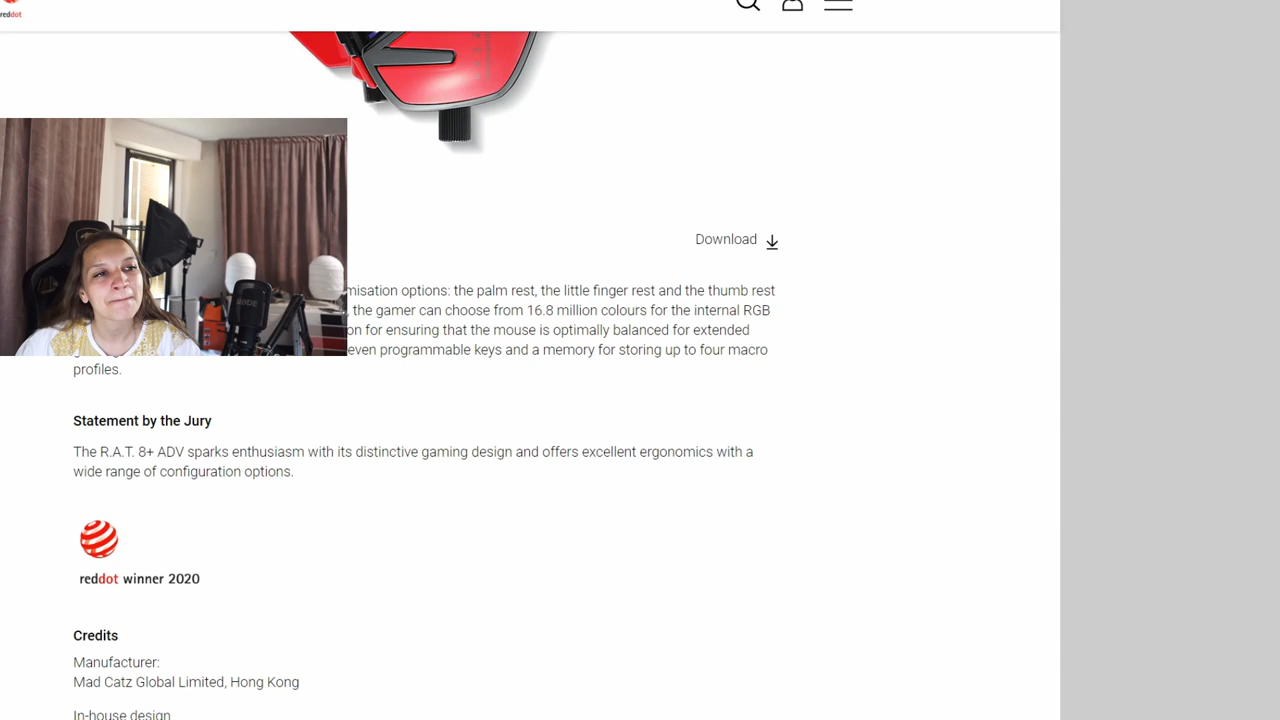 reddot
Download
misation options: the palm rest, the little finger rest and the thumb rest
the gamer can choose from 16.8 million colours for the internal RGB
on for ensuring that the mouse is optimally balanced for extended
even programmable keys and a memory for storing up to four macro
profiles.
Statement by the Jury
The R.A.T. 8+ ADV sparks enthusiasm with its distinctive gaming design and offers excellent ergonomics with a
wide range of configuration options.
reddot winner 2020
Credits
Manufacturer:
Mad Catz Global Limited, Hong Kong
In-house design